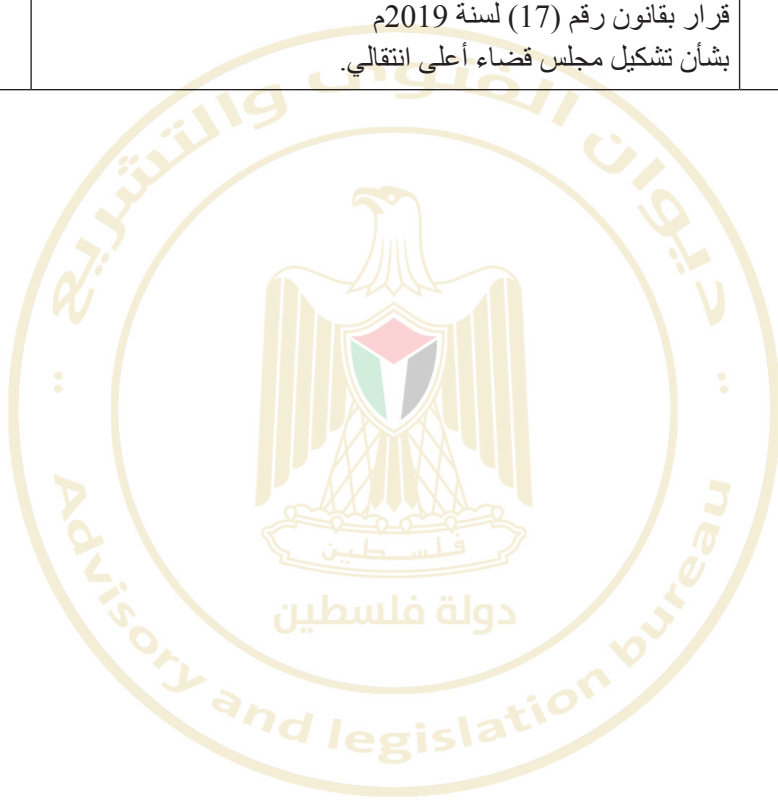 قرار بقانون رقم (17) لسنة 2019م
بشأن تشكيل مجلس قضاء أعلى انتقالي.
ديوان الفتوى والتشريع
فلسطين
دولة فلسطين
Advisory and legislation bureau